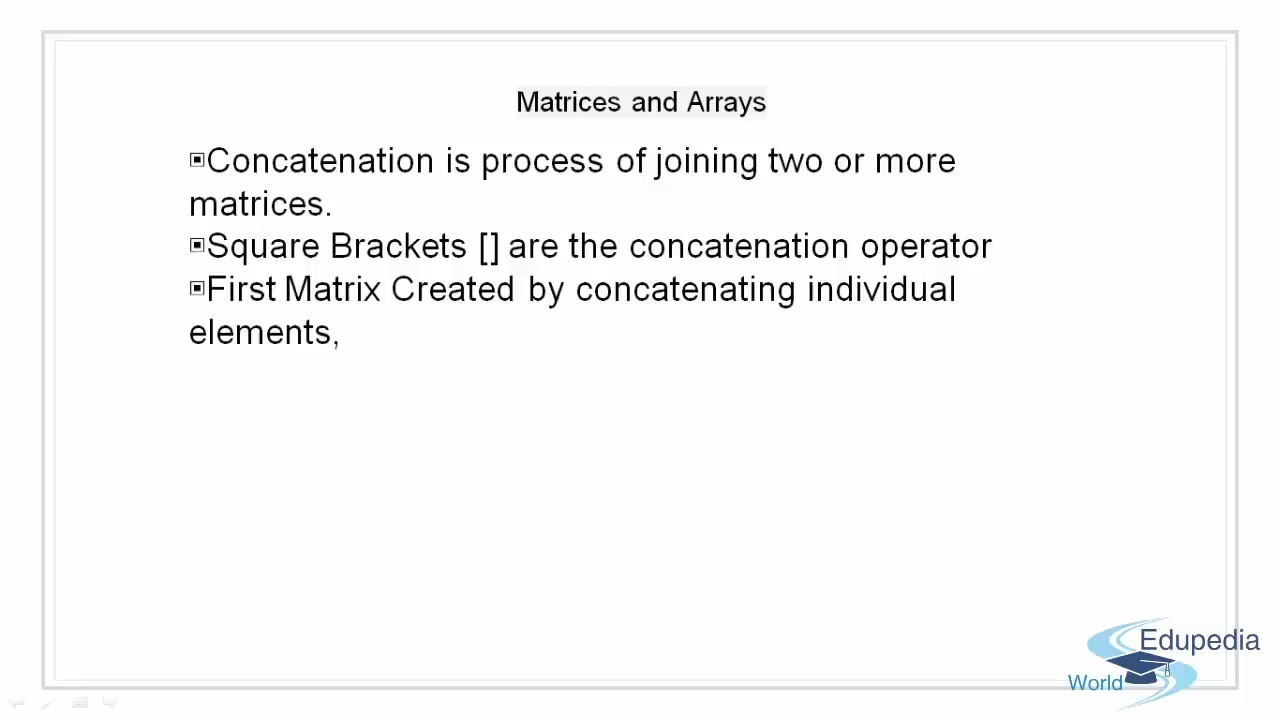 Matrices and Arrays
▣Concatenation is process of joining two or more
matrices.
▣Square Brackets [] are the concatenation operator
▣First Matrix Created by concatenating individual
elements,
Edupedia
World